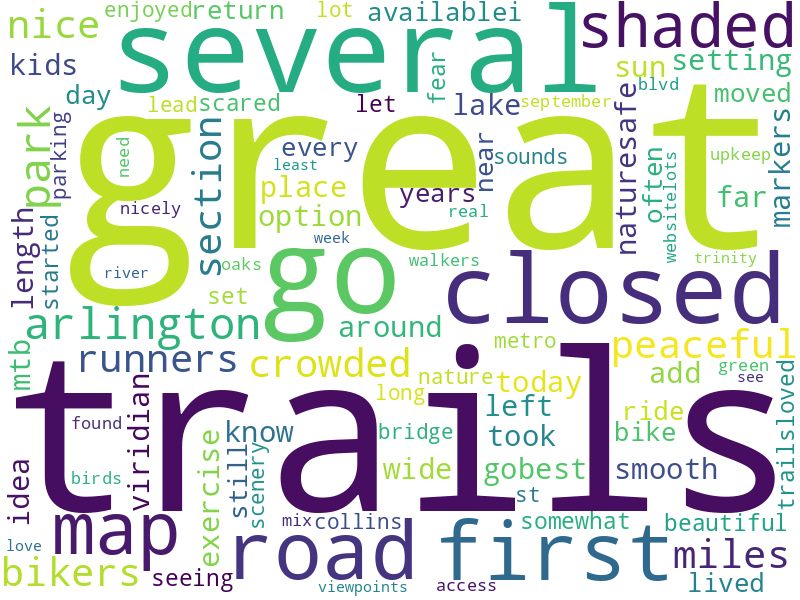 enjoyed return lot availablei
nice several shaded
kids sun setting
day lead scared let fear lake september blvd moved
great
park parking need section every least near sounds naturesafe often websitelots upkeep markers
place years
nicely option real far
length started river set oaks week walkers trinity
go closed
arlington around
runners crowded metro peaceful
mtb long nature today add green see
trails
found viridian know bridge left ride trailsloved
idea birds exercise still scenery wide took gobest bike smooth
map mix collins st somewhat beautiful
love road first miles
bikers seeing viewpoints access lived